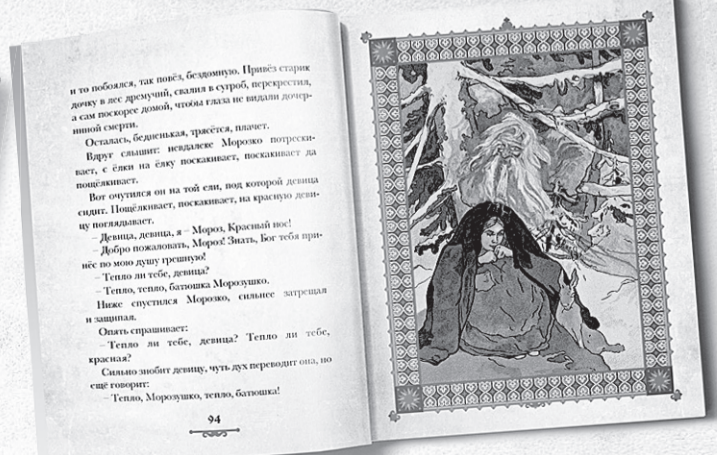 и то побоялся, так повёз, бездомную. Привёз старик
дочку в лес дремучий, свалил в сугроб, перекрестил,
а сам поскорее домой, чтобы глаза не видали дочер-
ниной смерти.
Осталась, бедненькая, трясётся, плачет.
Вдруг слышит: невдалеке Морозко потрески-
вает, с ёлки на ёлку поскакивает, поскакивает да
пощёлкивает.
Вот очутился он на той ели, под которой девица
сидит. Пощёлкивает, поскакивает, на красную деви-
цу поглядывает.
– Девица, девица, я – Мороз, Красный нос!
– Добро пожаловать, Мороз! Знать, Бог тебя при-
нёс по мою душу грешную!
– Тепло ли тебе, девица?
– Тепло, тепло, батюшка Морозушко.
Ниже спустился Морозко, сильнее затрещал
и защипал.
Опять спрашивает:
– Тепло ли тебе, девица? Тепло ли тебе,
красная?
Сильно знобит девицу, чуть дух переводит она, но
ещё говорит:
– Тепло, Морозушко, тепло, батюшка!
94